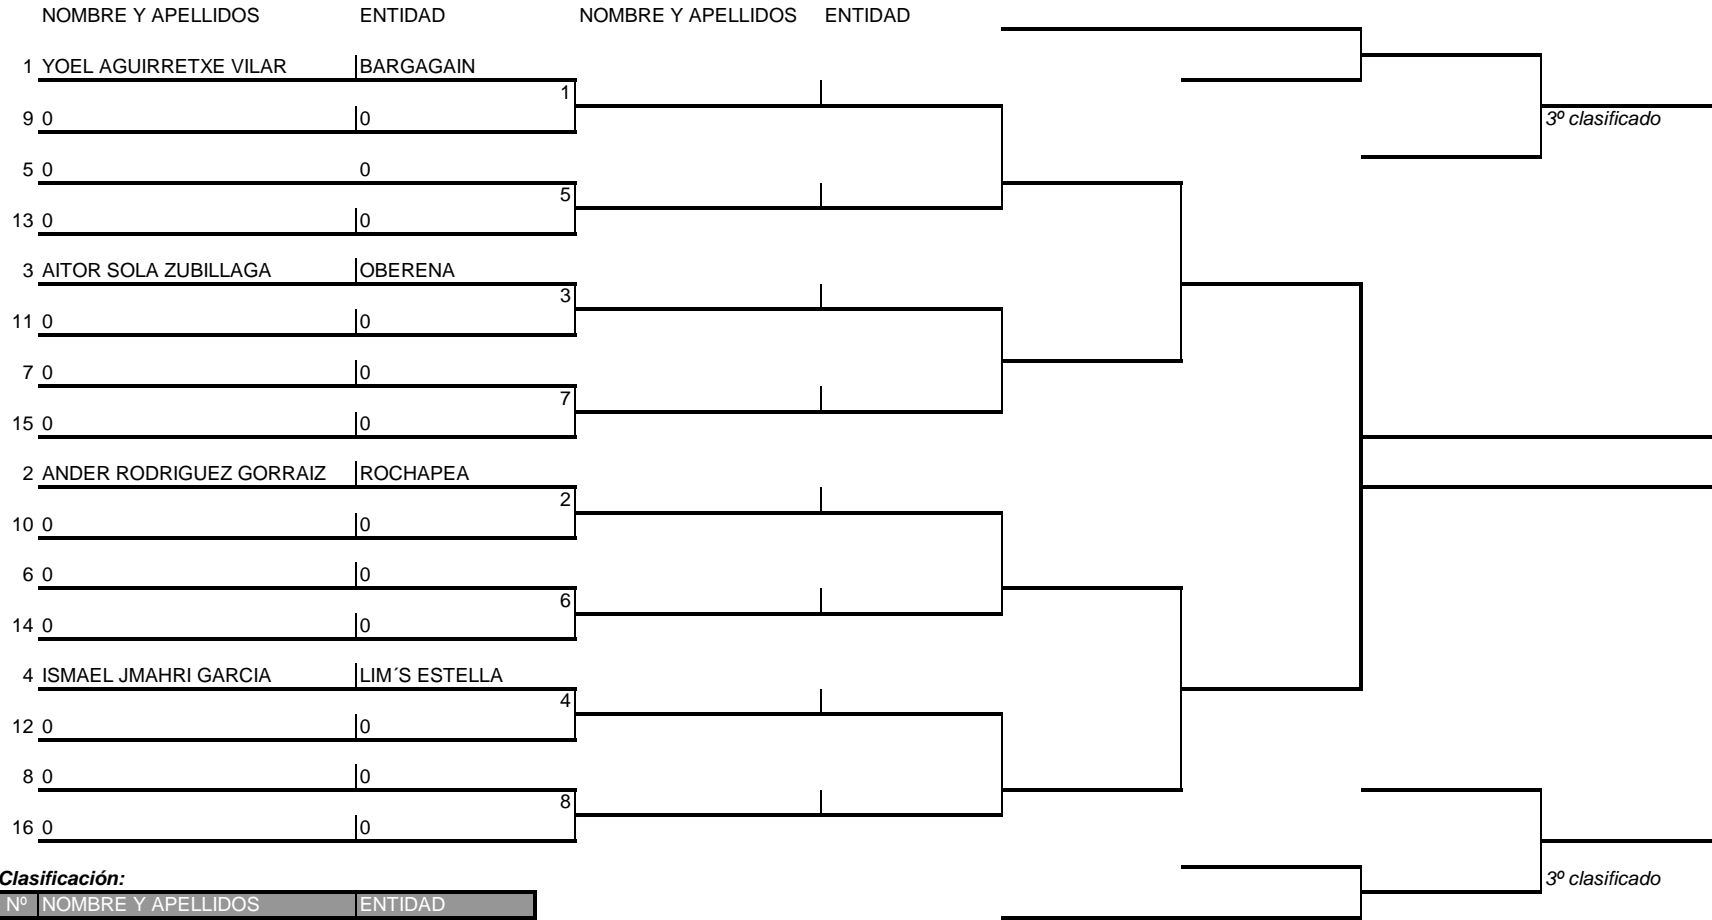 NOMBRE Y APELLIDOS ENTIDAD NOMBRE Y APELLIDOS ENTIDAD
1 YOEL AGUIRRETXE VILAR BARGAGAIN
1
9 0 0
3º clasificado
5 0 0
5
13 0 0
3 AITOR SOLA ZUBILLAGA OBERENA
3
11 0 0
7 0 0
7
15 0 0
2 ANDER RODRIGUEZ GORRAIZ ROCHAPEA
2
10 0 0
6 0 0
6
14 0 0
4 ISMAEL JMAHRI GARCIA LIM´S ESTELLA
4
12 0 0
8 0 0
8
16 0 0
Clasificación:
3º clasificado
Nº NOMBRE Y APELLIDOS ENTIDAD